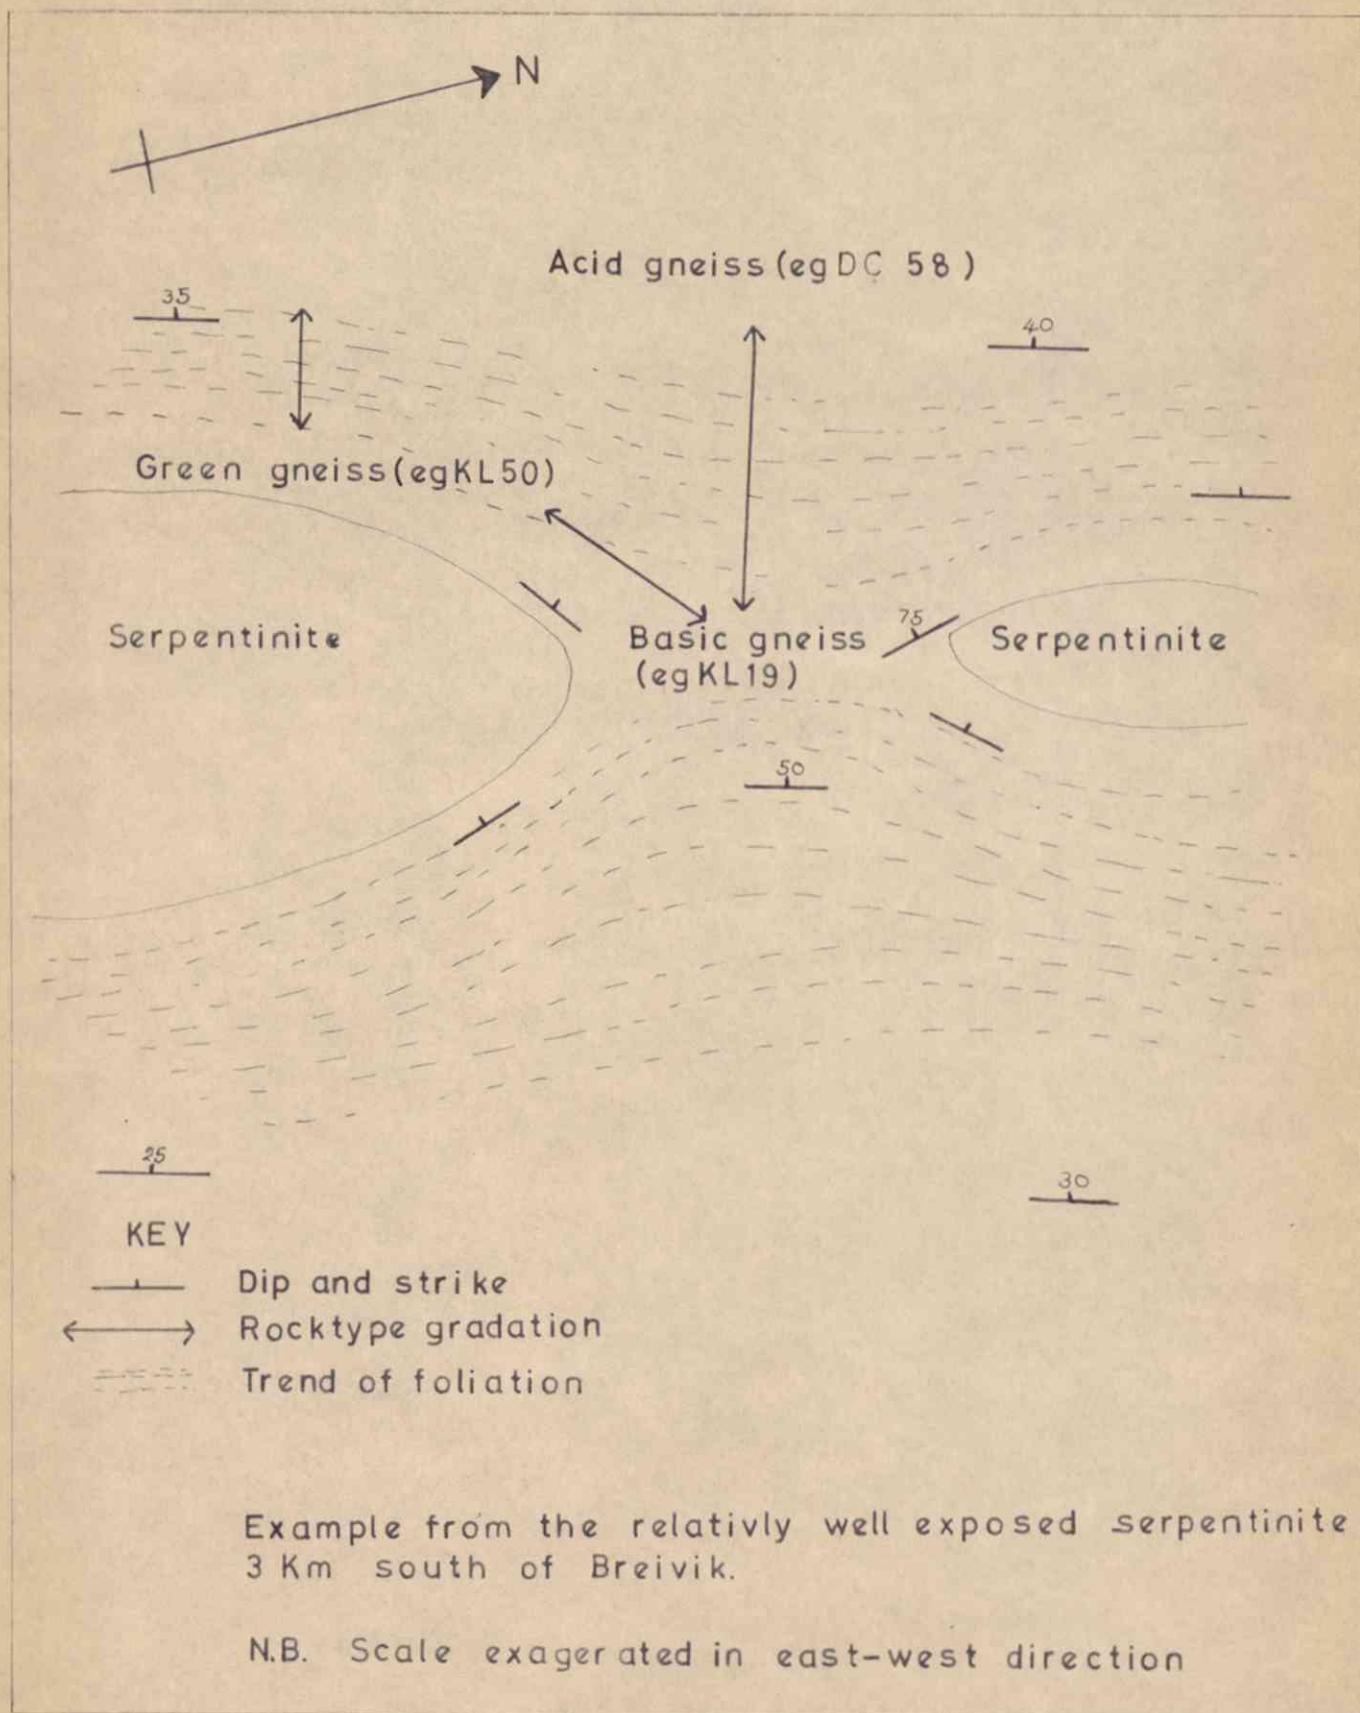 N
Acid gneiss (eg DC 58)
35
40
Green gneiss (eg KL50)
Serpentinite
Basic gneiss
(eg KL19)
75
Serpentinite
50
25
30
KEY
Dip and strike
Rocktype gradation
Trend of foliation
Example from the relativly well exposed serpentinite
3 Km south of Breivik.
N.B. Scale exagerated in east-west direction